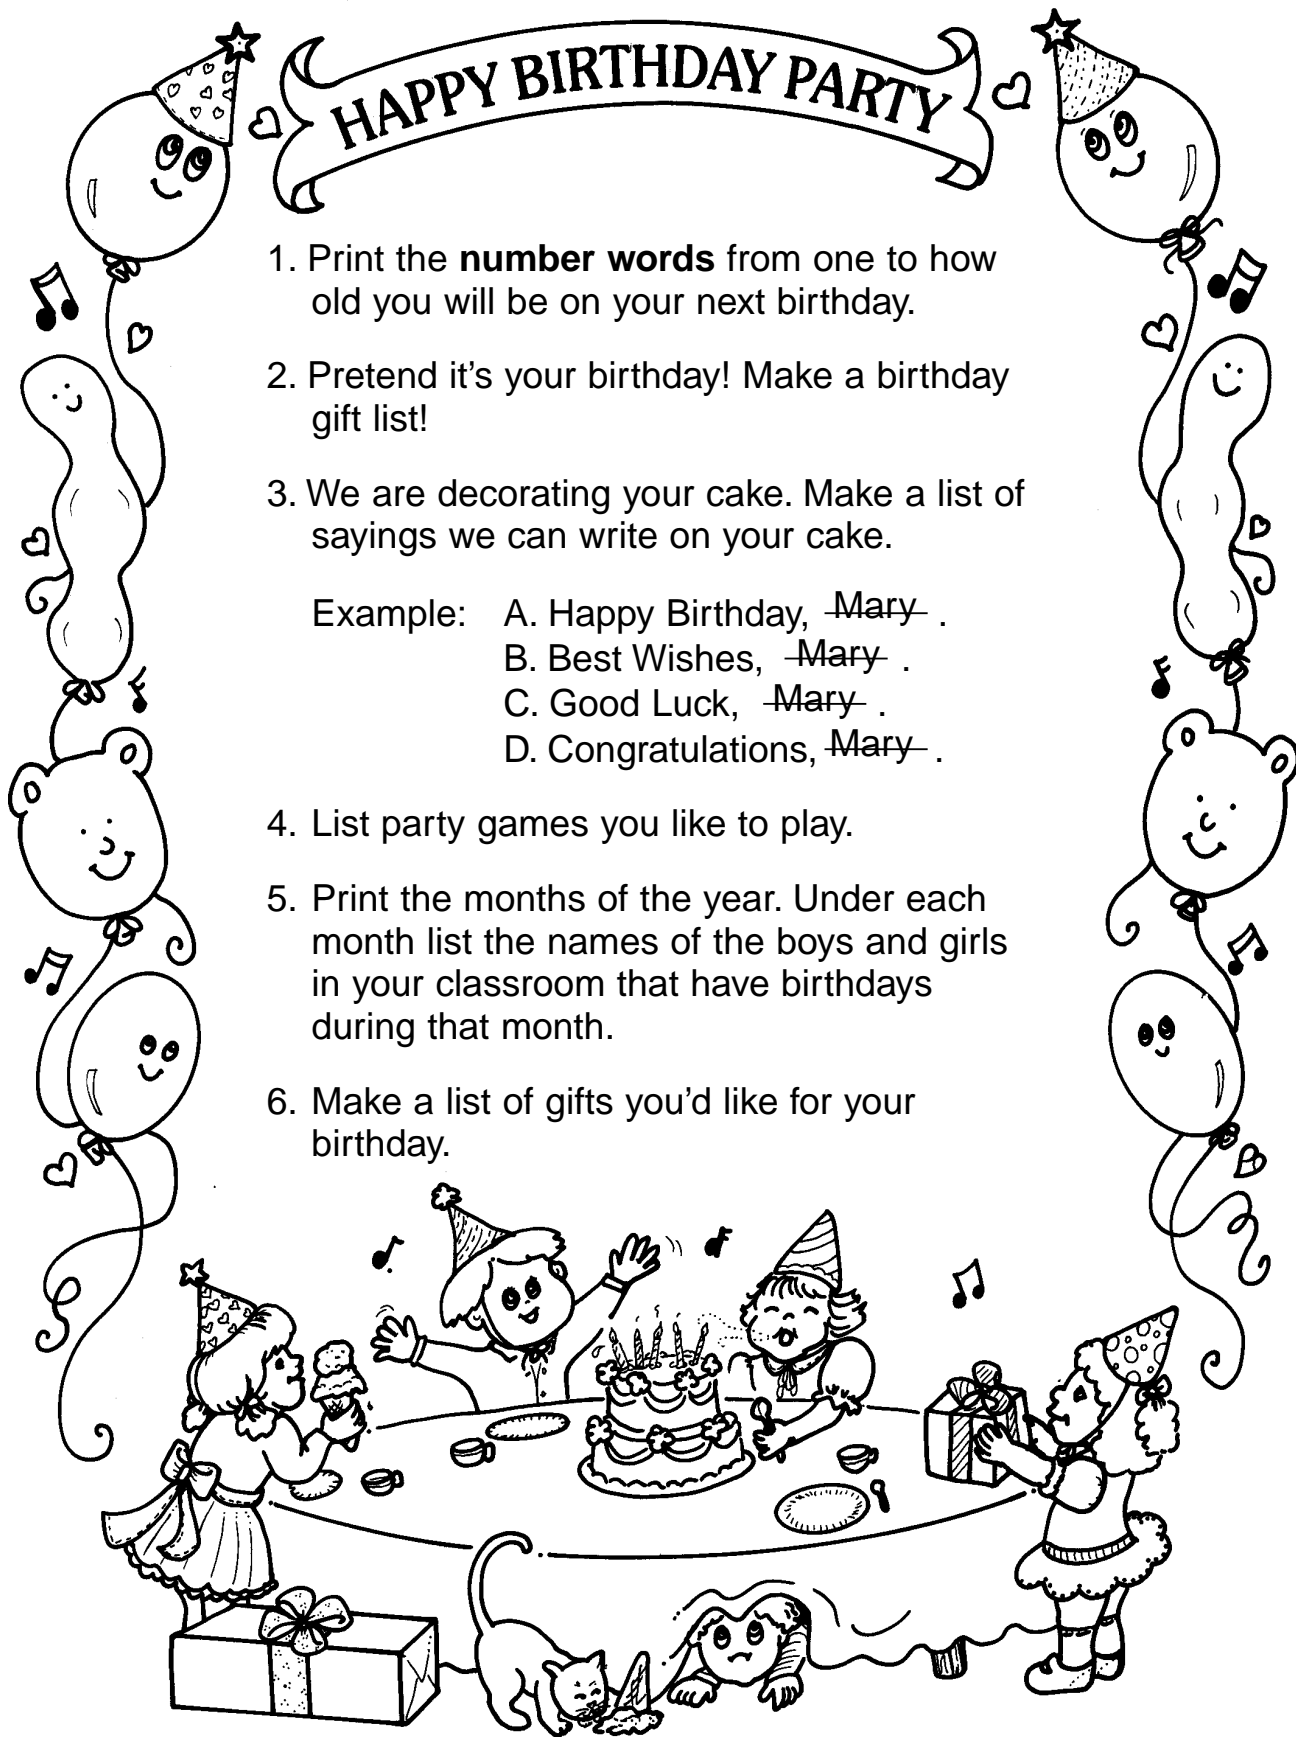 HAPPY BIRTHDAY PARTY
1. Print the number words from one to how
old you will be on your next birthday.
2. Pretend it's your birthday! Make a birthday
gift list!
3. We are decorating your cake. Make a list of
sayings we can write on your cake.
Example: A. Happy Birthday, Mary .
B. Best Wishes, Mary .
C. Good Luck, Mary .
D. Congratulations, Mary .
4. List party games you like to play.
5. Print the months of the year. Under each
month list the names of the boys and girls
in your classroom that have birthdays
during that month.
6. Make a list of gifts you'd like for your
birthday.